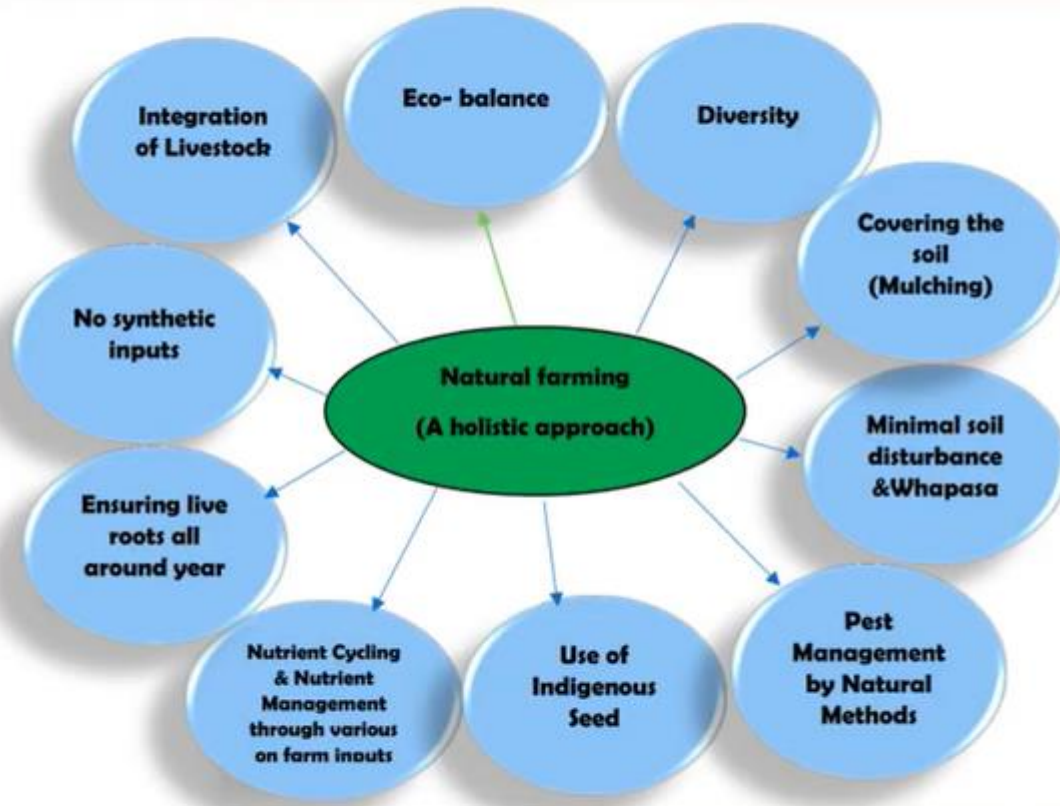 Eco- balance
Diversity
Integration
of Livestock
Covering the
soil
(Mulching)
No synthetic
inputs
Natural farming
(A holistic approach)
Minimal soil
disturbance
&Whapasa
Ensuring live
roots all
around year
Pest
Management
by Natural
Methods
Use of
Indigenous
Seed
Nutrient Cycling
& Nutrient
Management
through various
on farm inputs